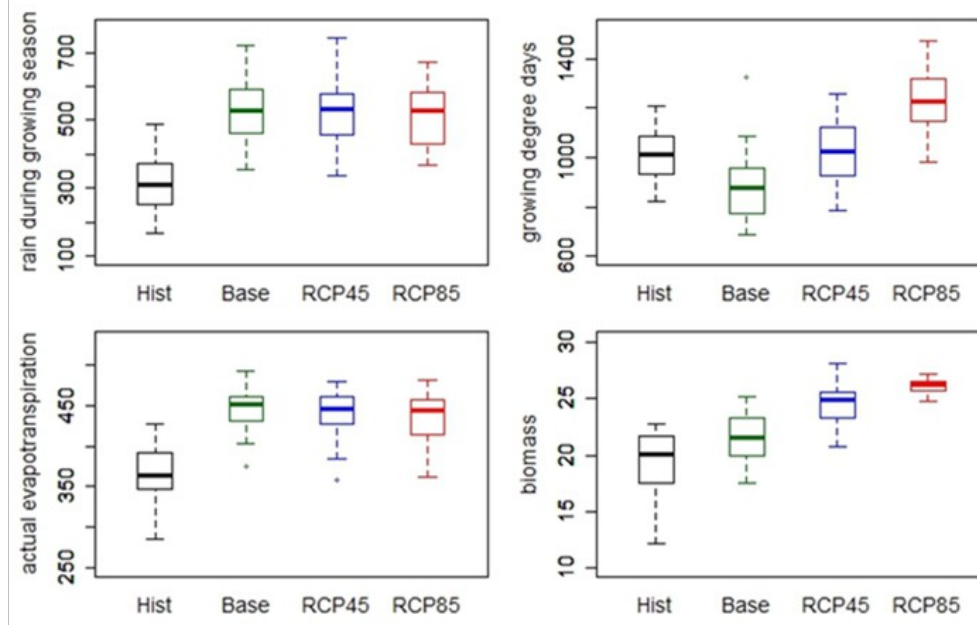 rain during growing season
700
500
300
100
Hist Base RCP45 RCP85
growing degree days
1400
1000
600
Hist Base RCP45 RCP85
actual evapotranspiration
450
350
250
Hist Base RCP45 RCP85
biomass
30
25
20
15
10
Hist Base RCP45 RCP85